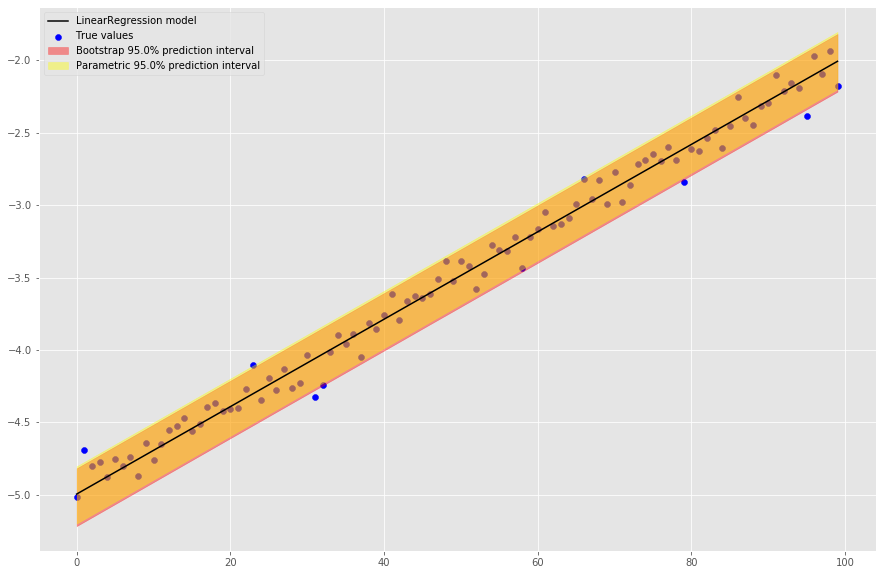 LinearRegression model
True values
Bootstrap 95.0% prediction interval
Parametric 95.0% prediction interval
−2.0
−2.5
−3.0
−3.5
−4.0
−4.5
−5.0
0 20 40 60 80 100